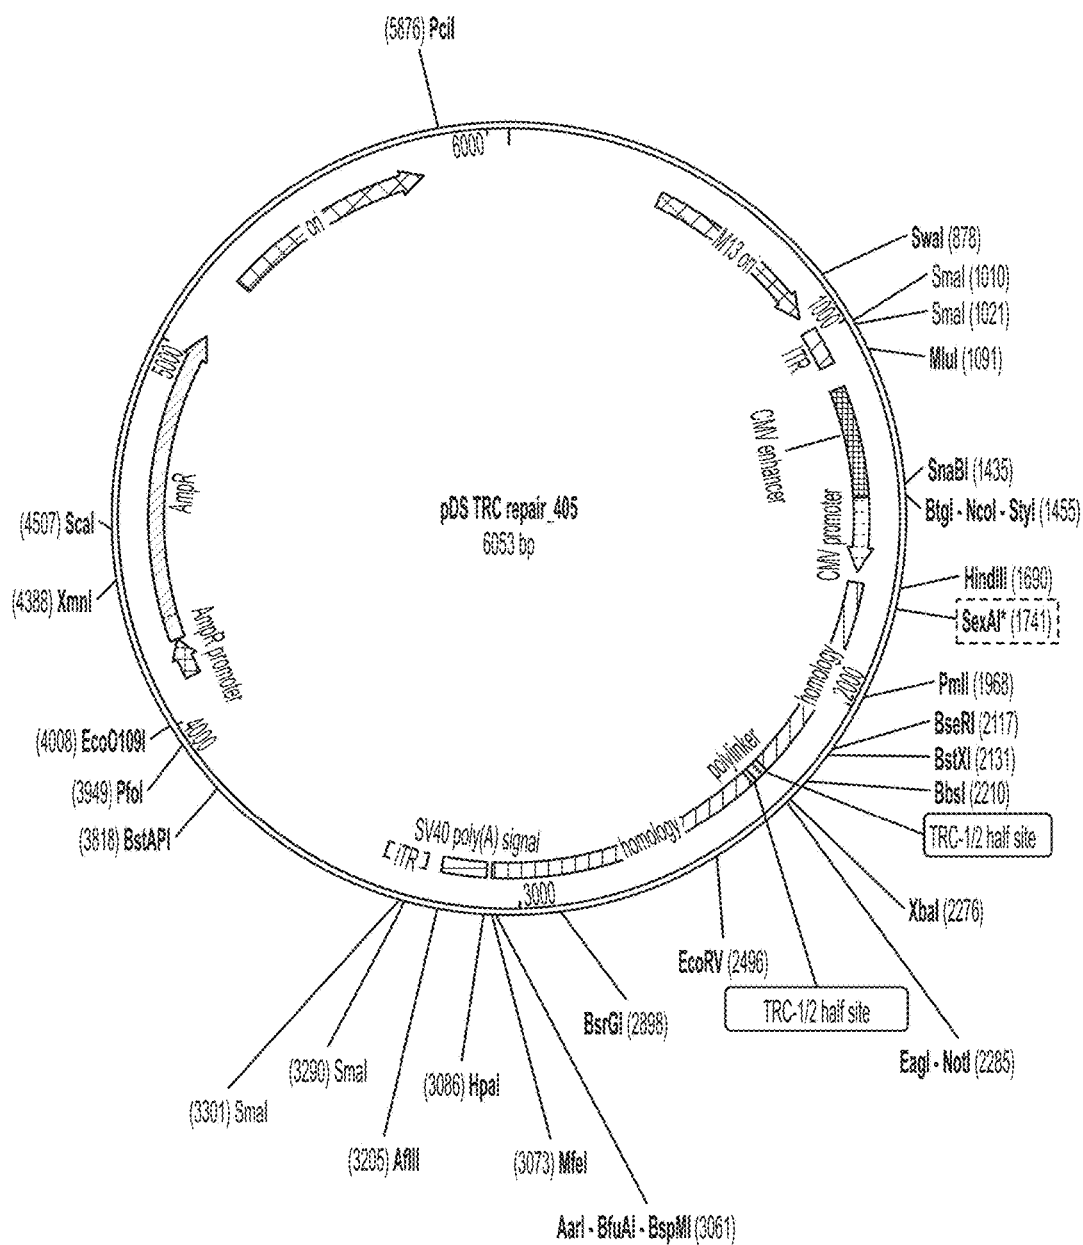 (5876) PciI
6000
ori
M13 ori
SwaI (878)
SmaI (1010)
SmaI (1021)
1000
MluI (1091)
ITR
5000
CMV enhancer
SnaBI (1435)
BtgI - NcoI - StyI (1455)
AmpR
pDS TRC repair_405
6053 bp
CMV promoter
(4507) ScaI
HindIII (1690)
(4388) XmnI
SexAI* (1741)
AmpR promoter
homology
2000
PmlI (1968)
BseRI (2117)
(4008) EcoO109I
4000
BstXI (2131)
polylinker
(3949) PfoI
BbsI (2210)
(3818) BstAPI
TRC-1/2 half site
SV40 poly(A) signal
homology
ITR
3000
XbaI (2276)
EcoRV (2496)
TRC-1/2 half site
BsrGI (2898)
EagI - NotI (2285)
(3290) SmaI
(3086) HpaI
(3301) SmaI
(3205) AflII
(3073) MfeI
AarI - BfuAI - BspMI (3061)